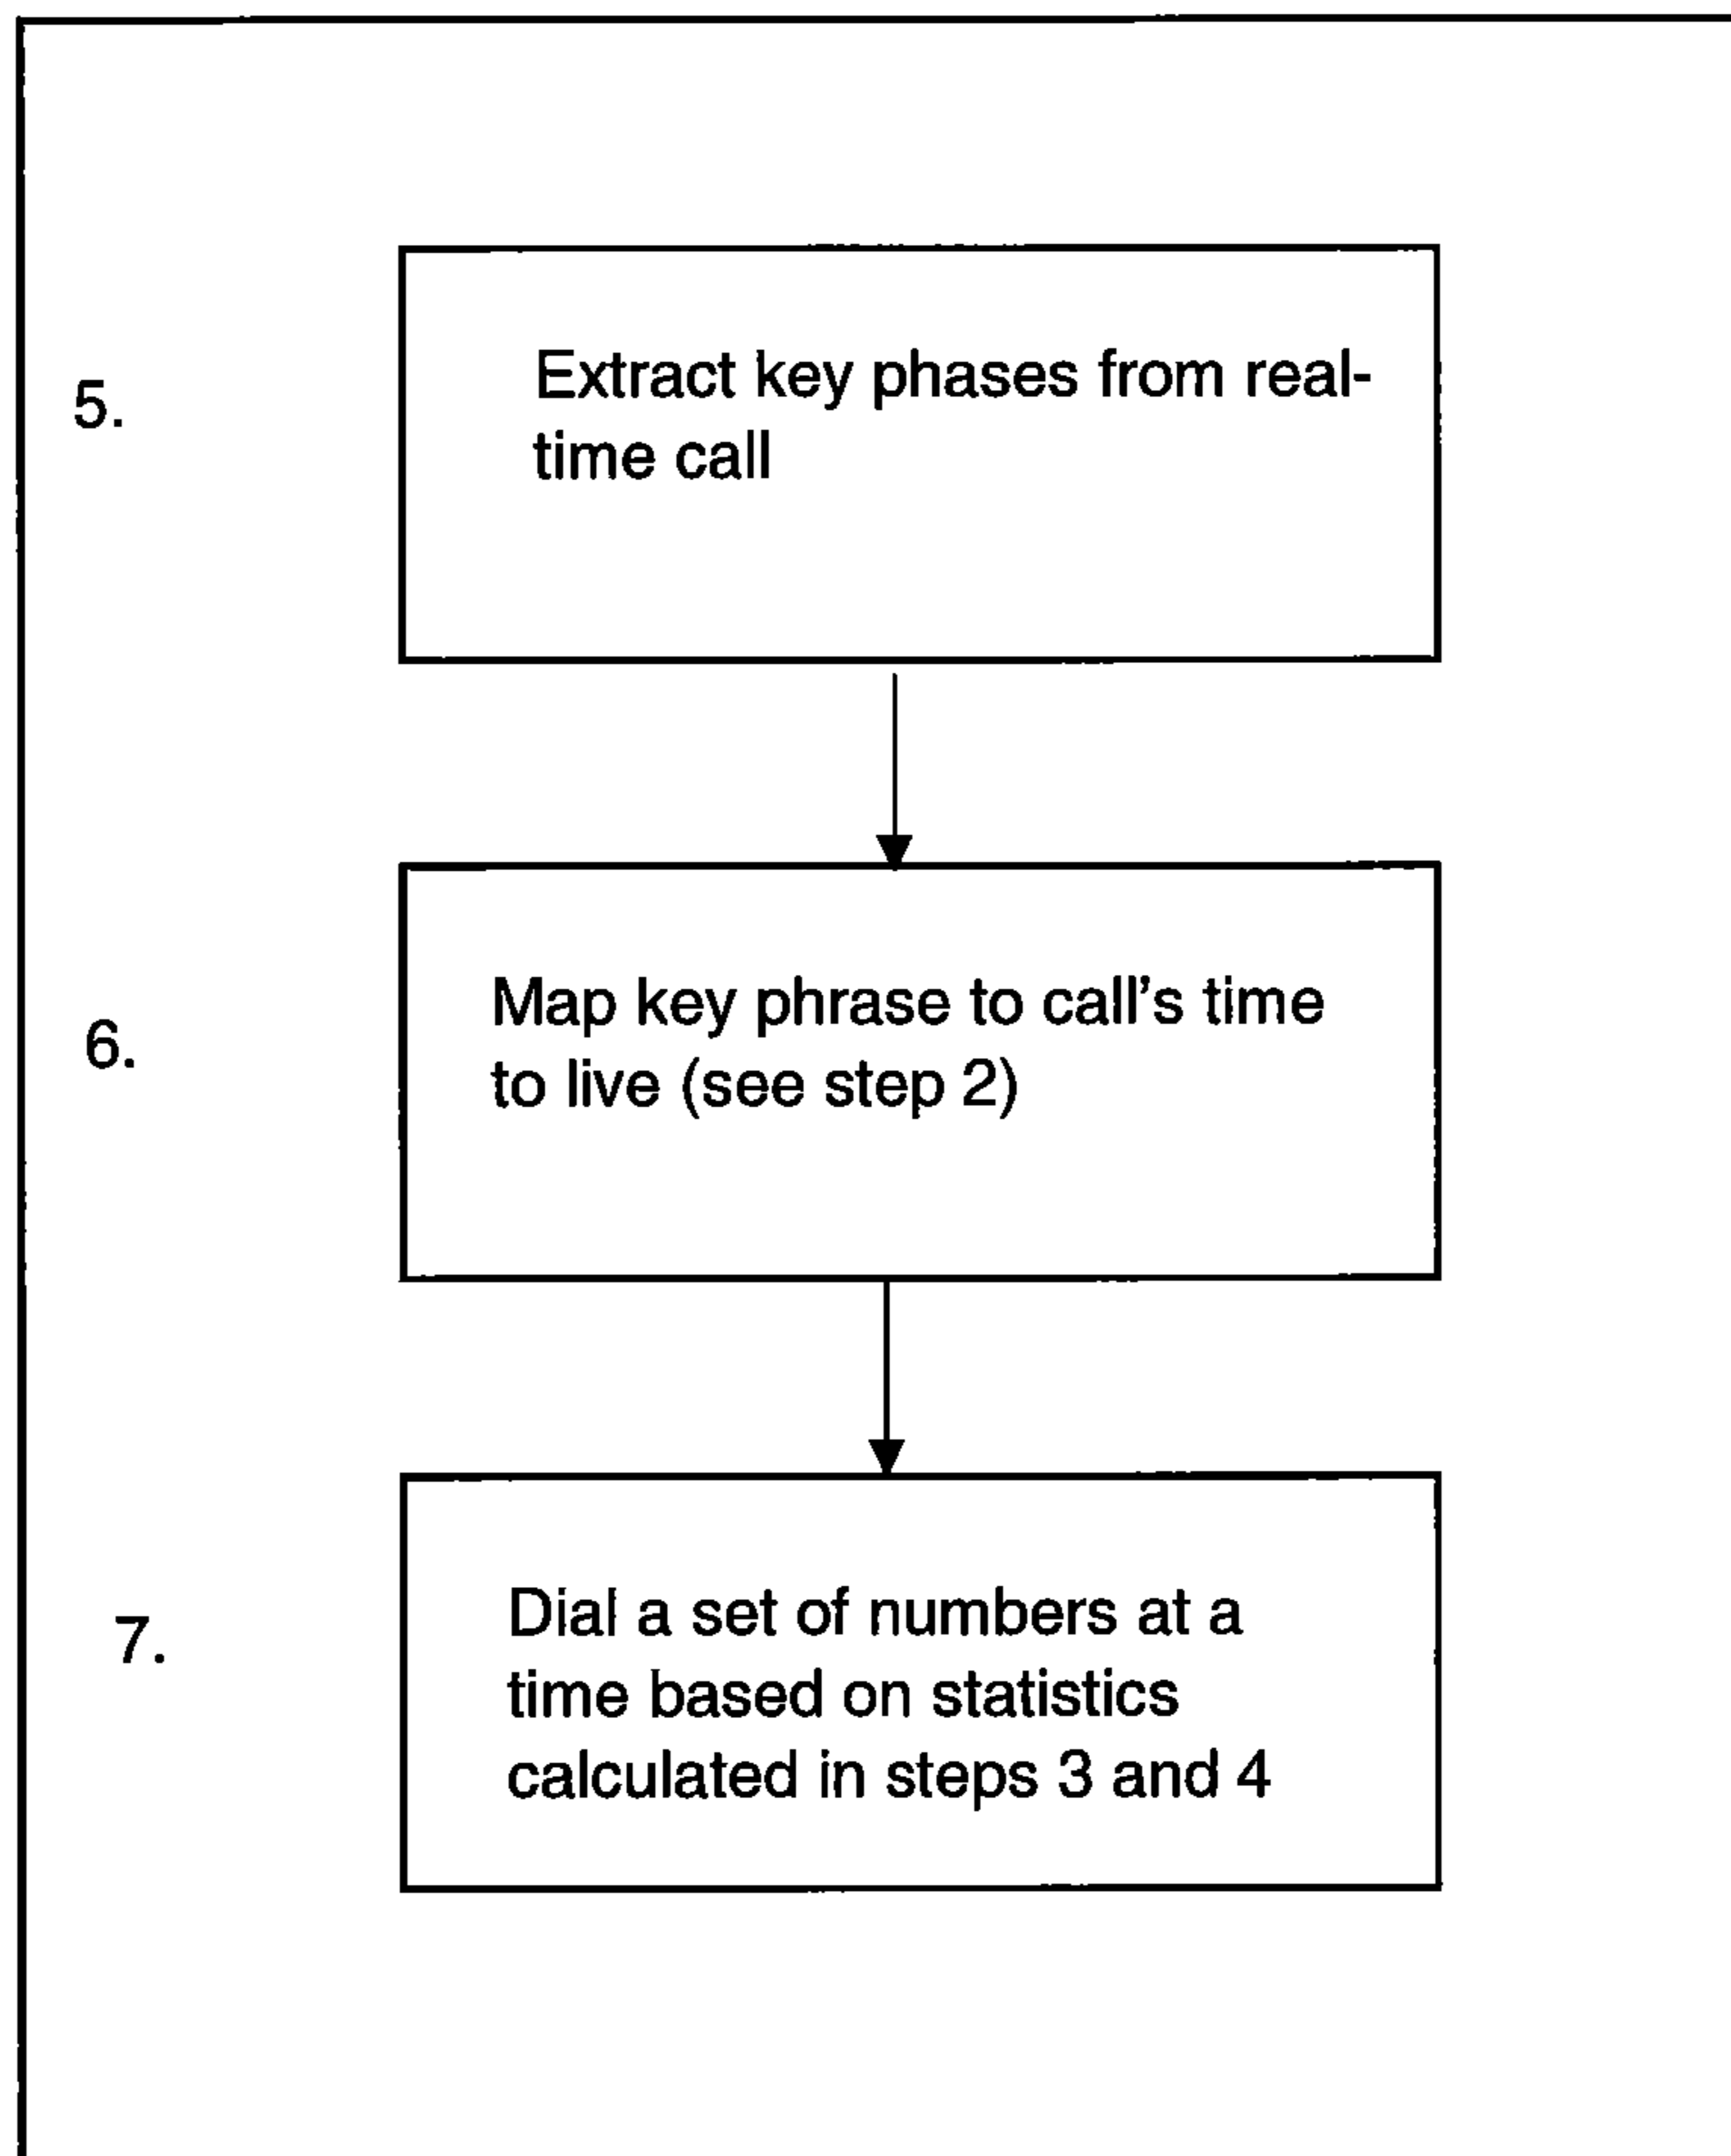 5.
Extract key phases from real-
time call
6.
Map key phrase to call's time
to live (see step 2)
7.
Dial a set of numbers at a
time based on statistics
calculated in steps 3 and 4